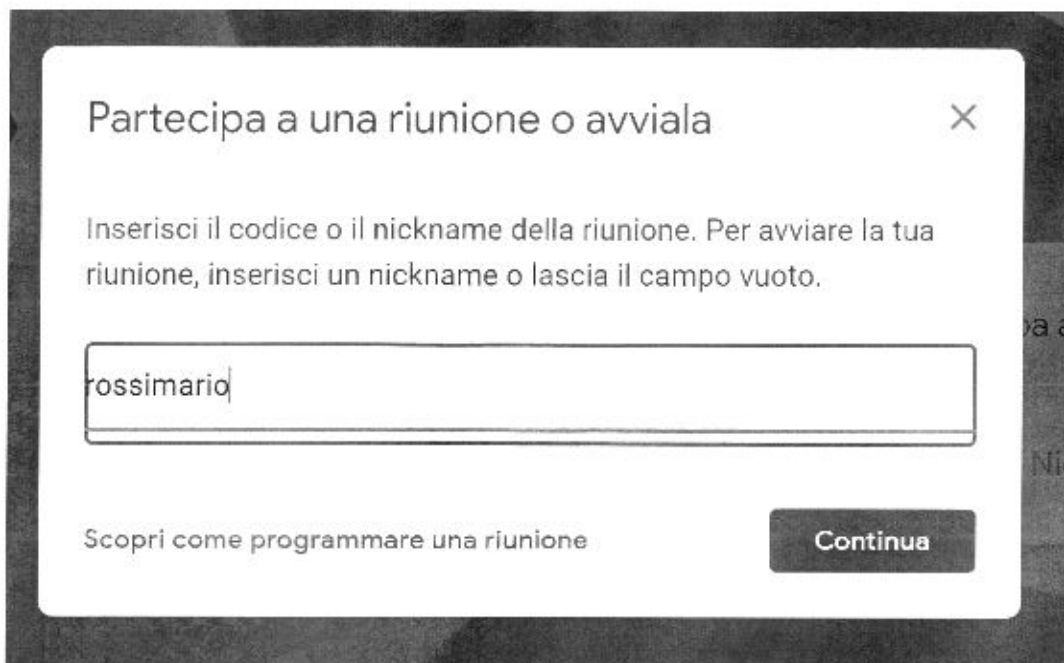 Partecipa a una riunione o avviala
Inserisci il codice o il nickname della riunione. Per avviare la tua
riunione, inserisci un nickname o lascia il campo vuoto.
rossimario
Scopri come programmare una riunione
Continua